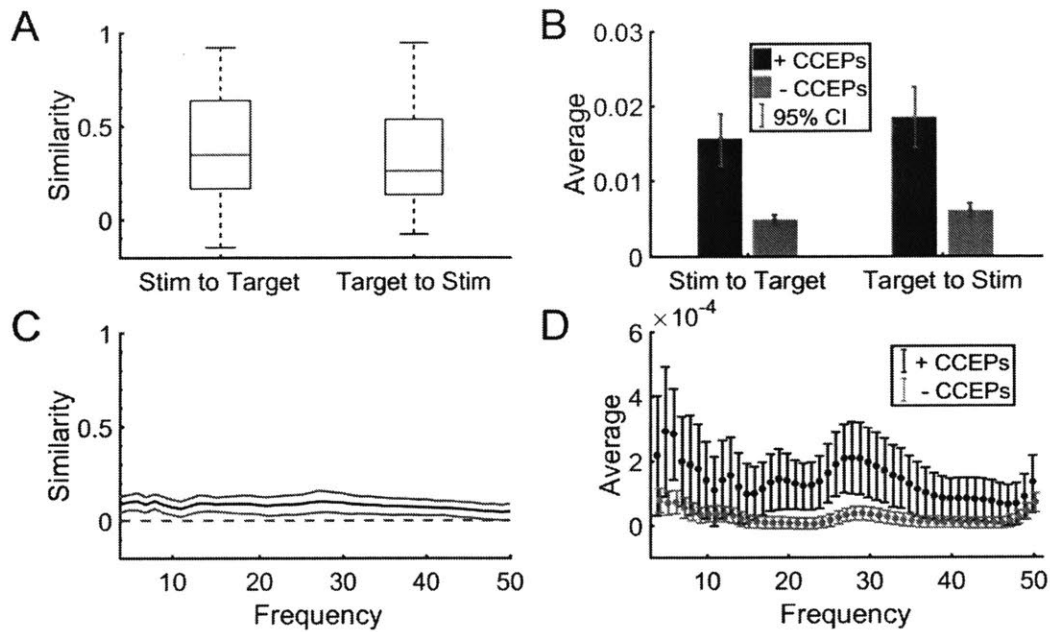 A
Similarity
1
0.5
0
Stim to Target
Target to Stim
B
Average
0.03
0.02
0.01
0
+ CCEPs
- CCEPs
95% CI
Stim to Target
Target to Stim
C
Similarity
1
0.5
0
10
20
30
40
50
Frequency
D
×10⁻⁴
Average
6
4
2
0
+ CCEPs
- CCEPs
10
20
30
40
50
Frequency